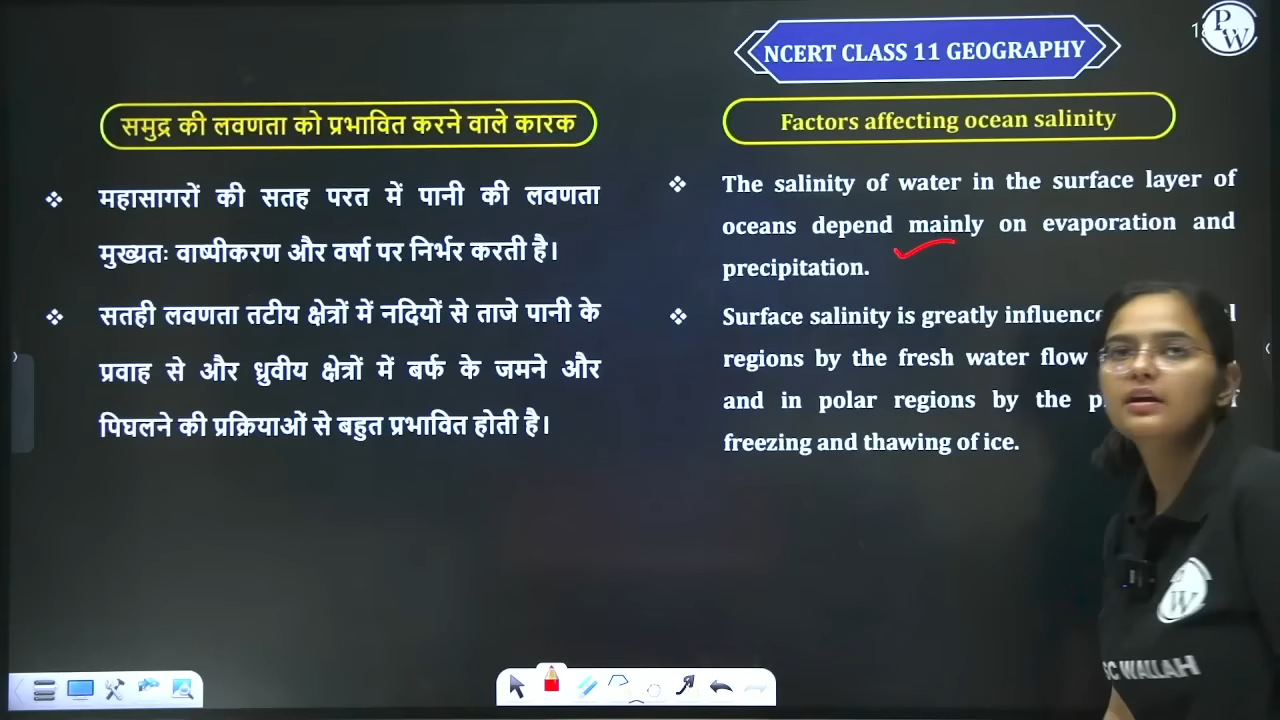 NCERT CLASS 11 GEOGRAPHY
PW
समुद्र की लवणता को प्रभावित करने वाले कारक
महासागरों की सतह परत में पानी की लवणता
मुख्यतः वाष्पीकरण और वर्षा पर निर्भर करती है।
सतही लवणता तटीय क्षेत्रों में नदियों से ताजे पानी के
प्रवाह से और ध्रुवीय क्षेत्रों में बर्फ के जमने और
पिघलने की प्रक्रियाओं से बहुत प्रभावित होती है।
Factors affecting ocean salinity
The salinity of water in the surface layer of
oceans depend mainly on evaporation and
precipitation.
Surface salinity is greatly
regions by the fresh water flow
and in polar regions by the
freezing and thawing of ice.
W
WALLAH